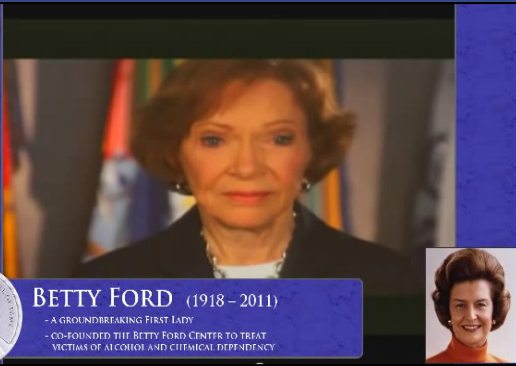 BETTY FORD (1918 – 2011)
- A GROUNDBREAKING FIRST LADY
- CO-FOUNDED THE BETTY FORD CENTER TO TREAT
VICTIMS OF ALCOHOL AND CHEMICAL DEPENDENCY